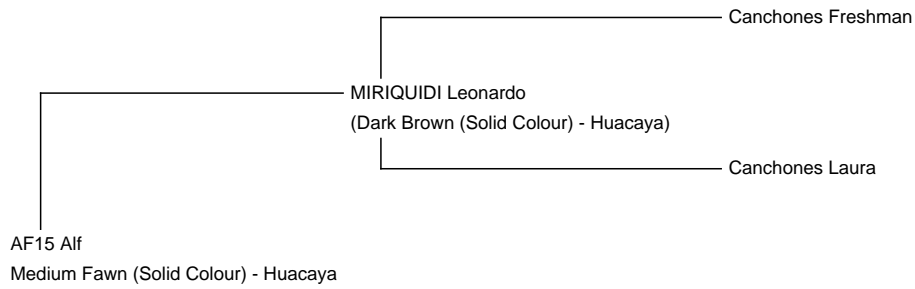 Canchones Freshman
MIRIQUIDI Leonardo
(Dark Brown (Solid Colour) - Huacaya)
Canchones Laura
AF15 Alf
Medium Fawn (Solid Colour) - Huacaya